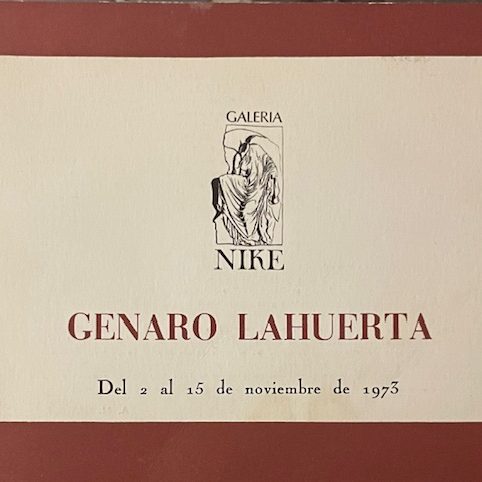 GALERIA
NIKE
GENARO LAHUERTA
Del 2 al 15 de noviembre de 1973